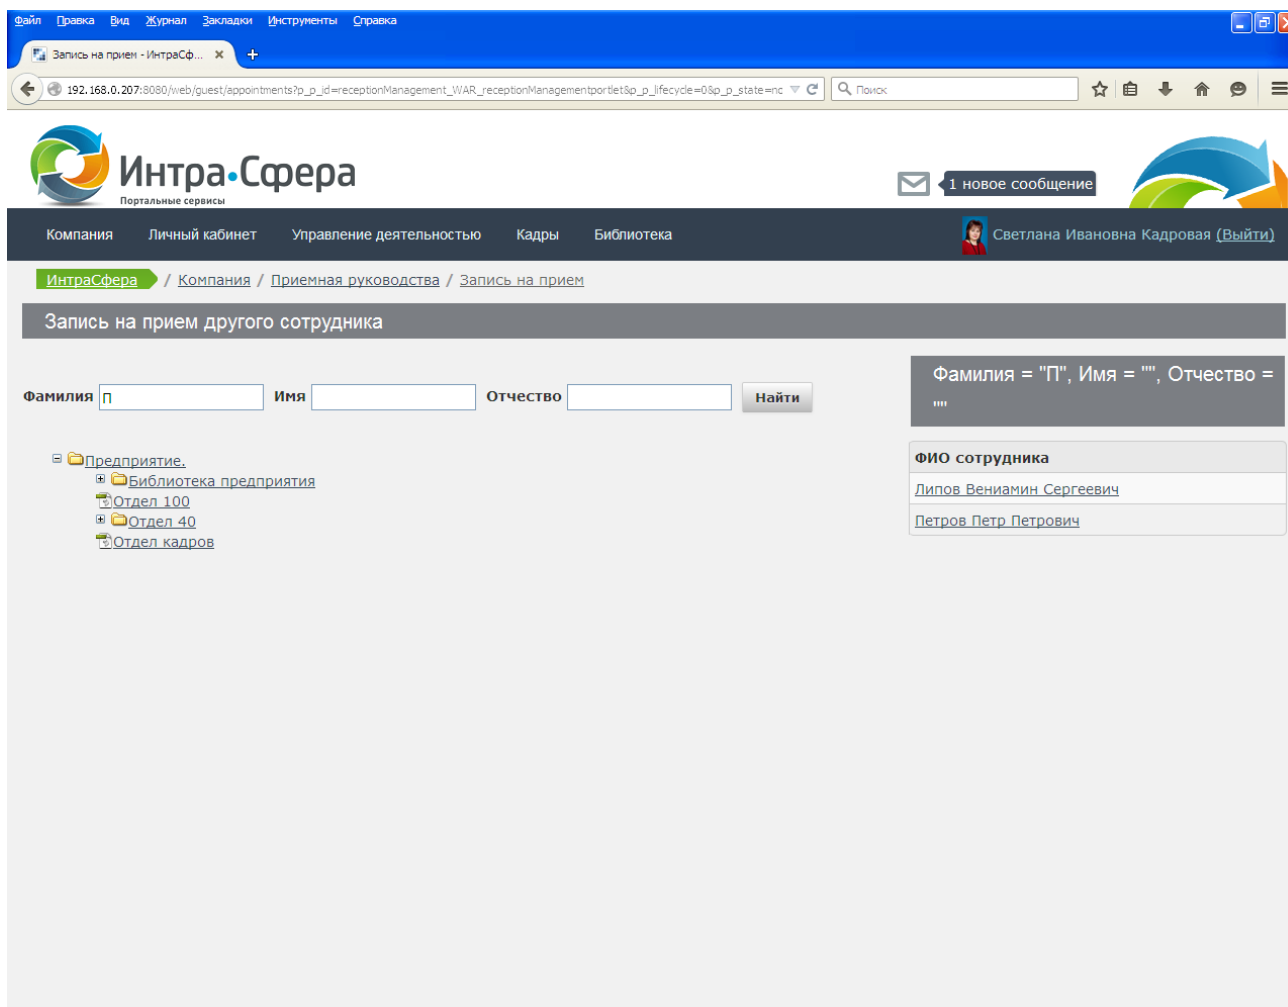 Файл Правка Вид Журнал Закладки Инструменты Справка
Запись на прием - ИнтраСф...
192.168.0.207:8080/web/guest/appointments?p_p_id=receptionManagement_WAR_receptionManagementportlet&p_p_lifecycle=0&p_p_state=nc
Поиск
Интра•Сфера
Портальные сервисы
1 новое сообщение
Компания Личный кабинет Управление деятельностью Кадры Библиотека Светлана Ивановна Кадровая (Выйти)
ИнтраСфера / Компания / Приемная руководства / Запись на прием
Запись на прием другого сотрудника
Фамилия П Имя Отчество Найти
Предприятие.
Библиотека предприятия
Отдел 100
Отдел 40
Отдел кадров
Фамилия = "П", Имя = "", Отчество =
""
ФИО сотрудника
Липов Вениамин Сергеевич
Петров Петр Петрович